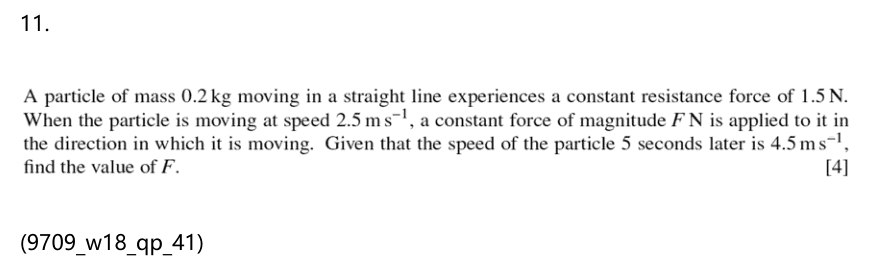 11.
A particle of mass 0.2 kg moving in a straight line experiences a constant resistance force of 1.5 N.
When the particle is moving at speed 2.5 m s⁻¹, a constant force of magnitude F N is applied to it in
the direction in which it is moving. Given that the speed of the particle 5 seconds later is 4.5 m s⁻¹,
find the value of F. [4]
(9709_w18_qp_41)